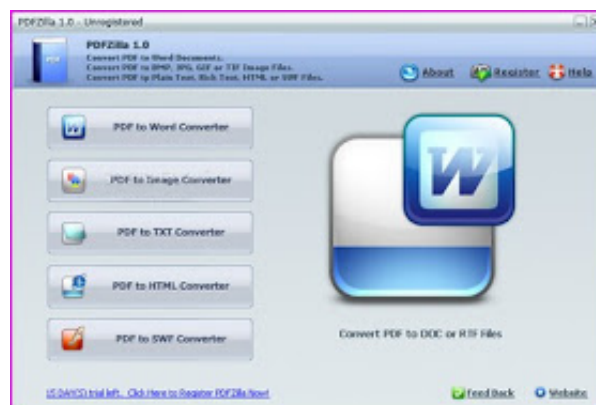 PDFZilla 1.0 - Unregistered
PDFZilla 1.0
Convert PDF to Word Documents.
Convert PDF to BMP, JPG, GIF or TIF Image Files.
Convert PDF to Plain Text, Rich Text, HTML or SWF Files.
PDF
About
Register
Help
PDF to Word Converter
W
PDF to Image Converter
PDF to TXT Converter
PDF to HTML Converter
PDF to SWF Converter
Convert PDF to DOC or RTF Files
DAY(S) trial left. Click Here to Register PDFZilla Now!
Feed Back
Website